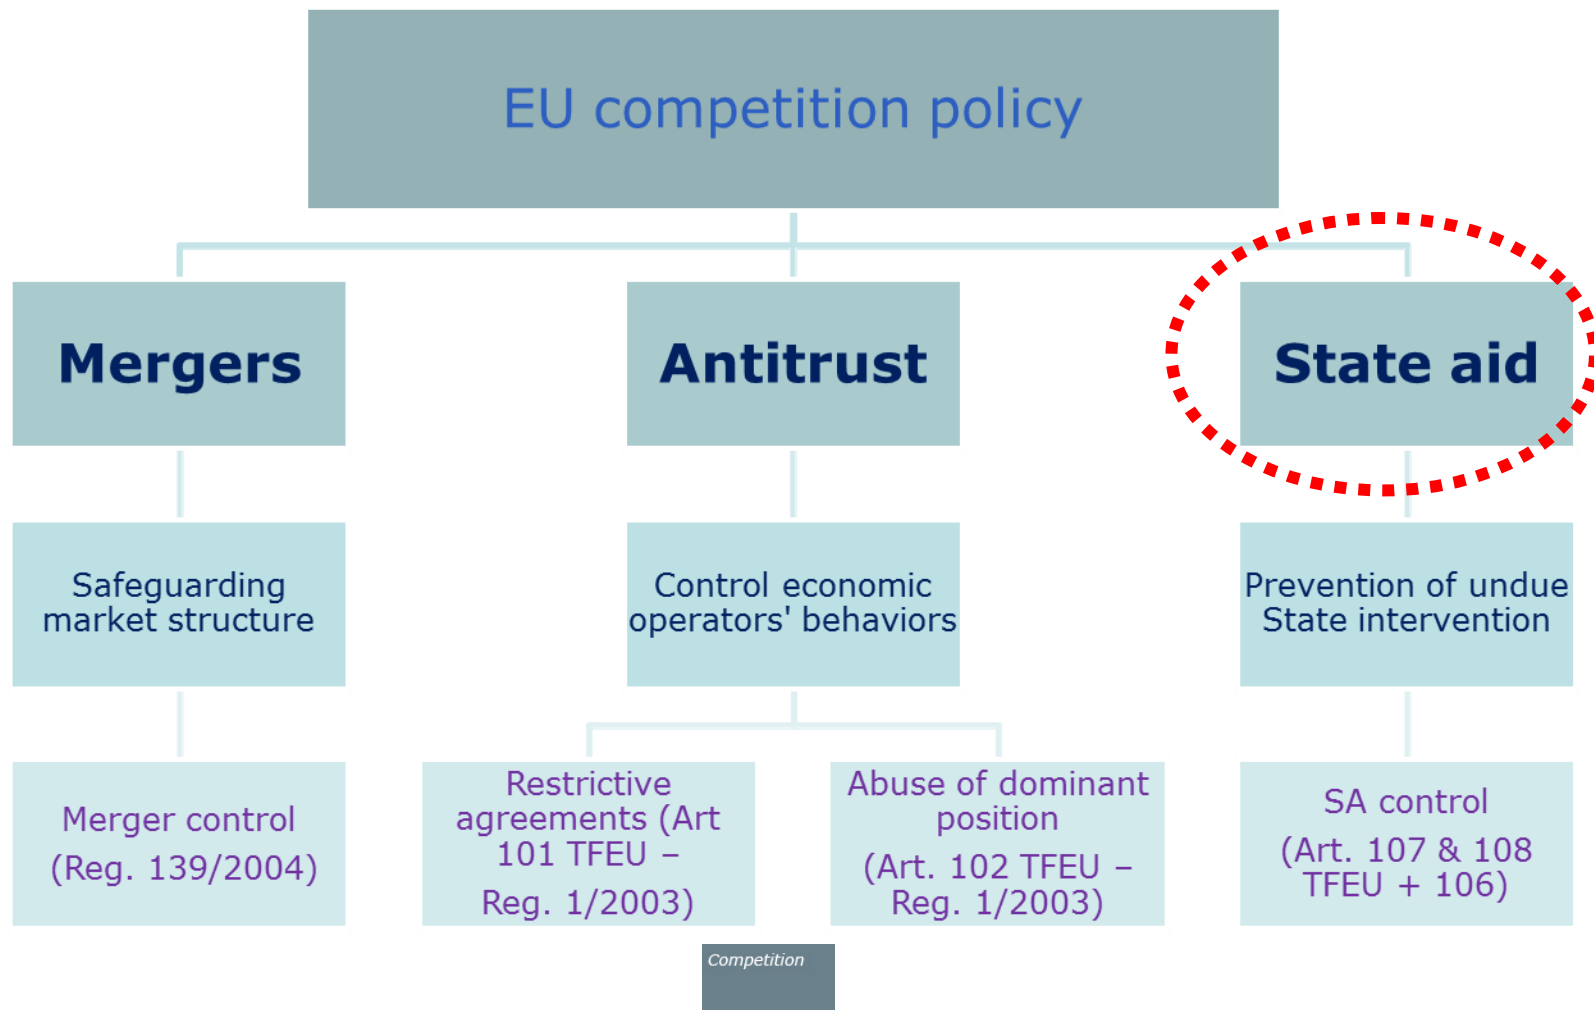 EU competition policy
Mergers
Antitrust
State aid
Safeguarding
market structure
Control economic
operators' behaviors
Prevention of undue
State intervention
Merger control
(Reg. 139/2004)
Restrictive
agreements (Art
101 TFEU –
Reg. 1/2003)
Abuse of dominant
position
(Art. 102 TFEU –
Reg. 1/2003)
SA control
(Art. 107 & 108
TFEU + 106)
Competition